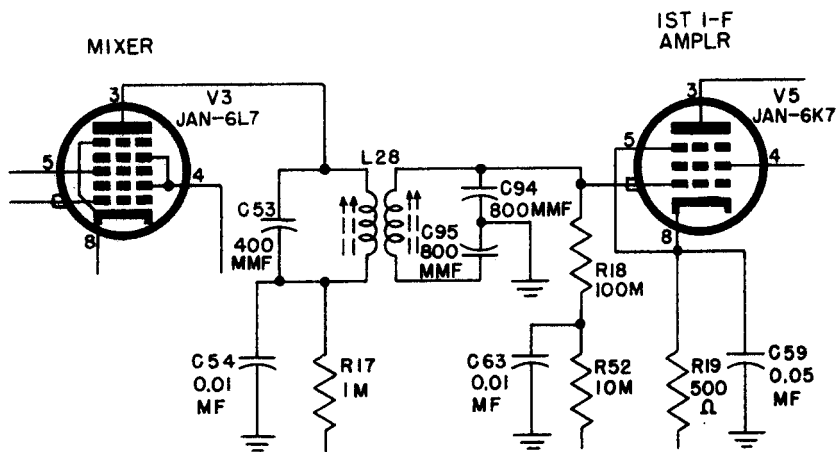 MIXER
1ST I-F
AMPLR
3
V3
JAN-6L7
5
4
8
L28
C53
400
MMF
C94
800MMF
C95
800
MMF
3
V5
JAN-6K7
5
4
8
R18
100M
C54
0.01
MF
R17
1M
C63
0.01
MF
R52
10M
R19
500
Ω
C59
0.05
MF